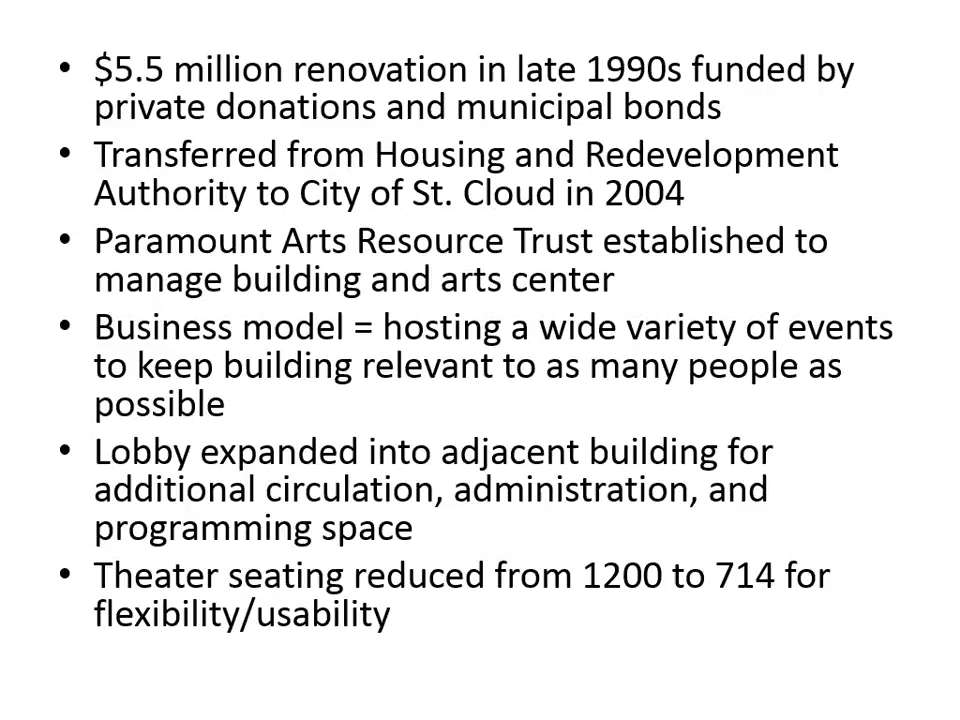 • $5.5 million renovation in late 1990s funded by
private donations and municipal bonds
• Transferred from Housing and Redevelopment
Authority to City of St. Cloud in 2004
• Paramount Arts Resource Trust established to
manage building and arts center
• Business model = hosting a wide variety of events
to keep building relevant to as many people as
possible
• Lobby expanded into adjacent building for
additional circulation, administration, and
programming space
• Theater seating reduced from 1200 to 714 for
flexibility/usability